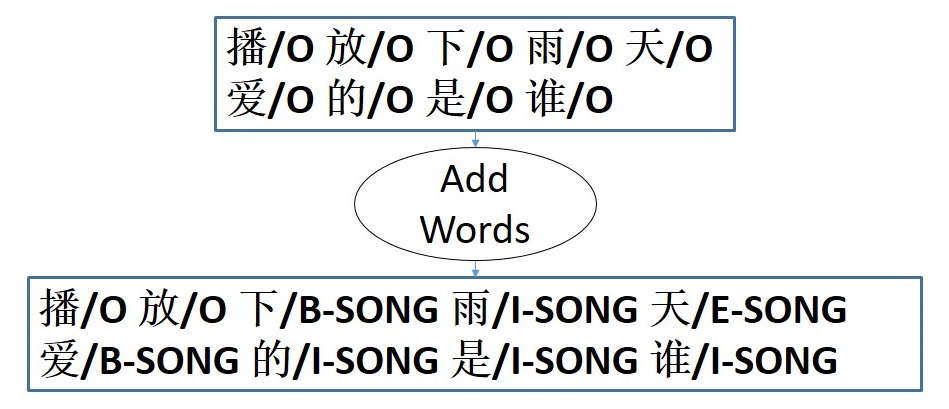 播/O 放/O 下/O 雨/O 天/O
爱/O 的/O 是/O 谁/O
Add
Words
播/O 放/O 下/B-SONG 雨/I-SONG 天/E-SONG
爱/B-SONG 的/I-SONG 是/I-SONG 谁/I-SONG